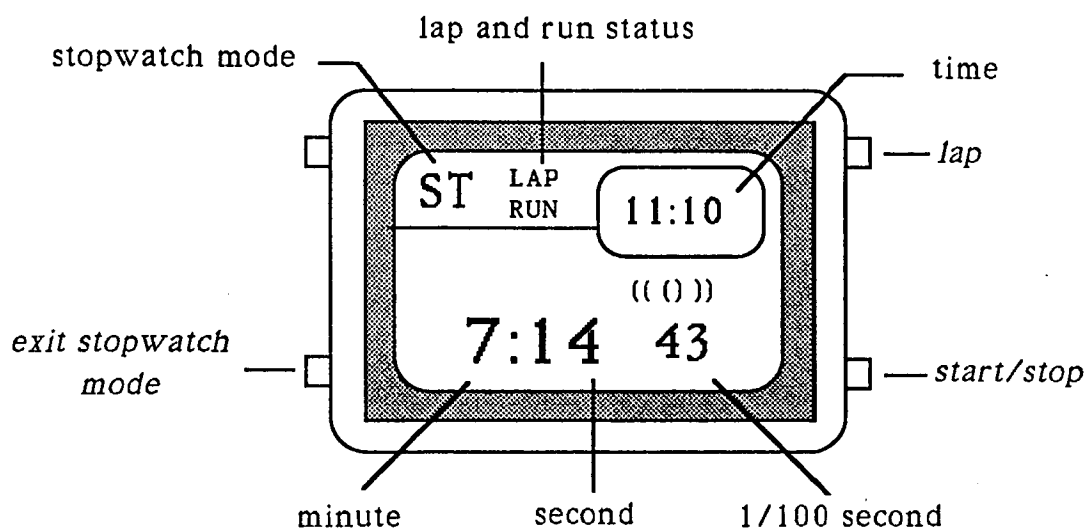 lap and run status
stopwatch mode
time
lap
ST
LAP
RUN
11:10
(( () ))
7:14 43
exit stopwatch
mode
start/stop
minute
second
1/100 second